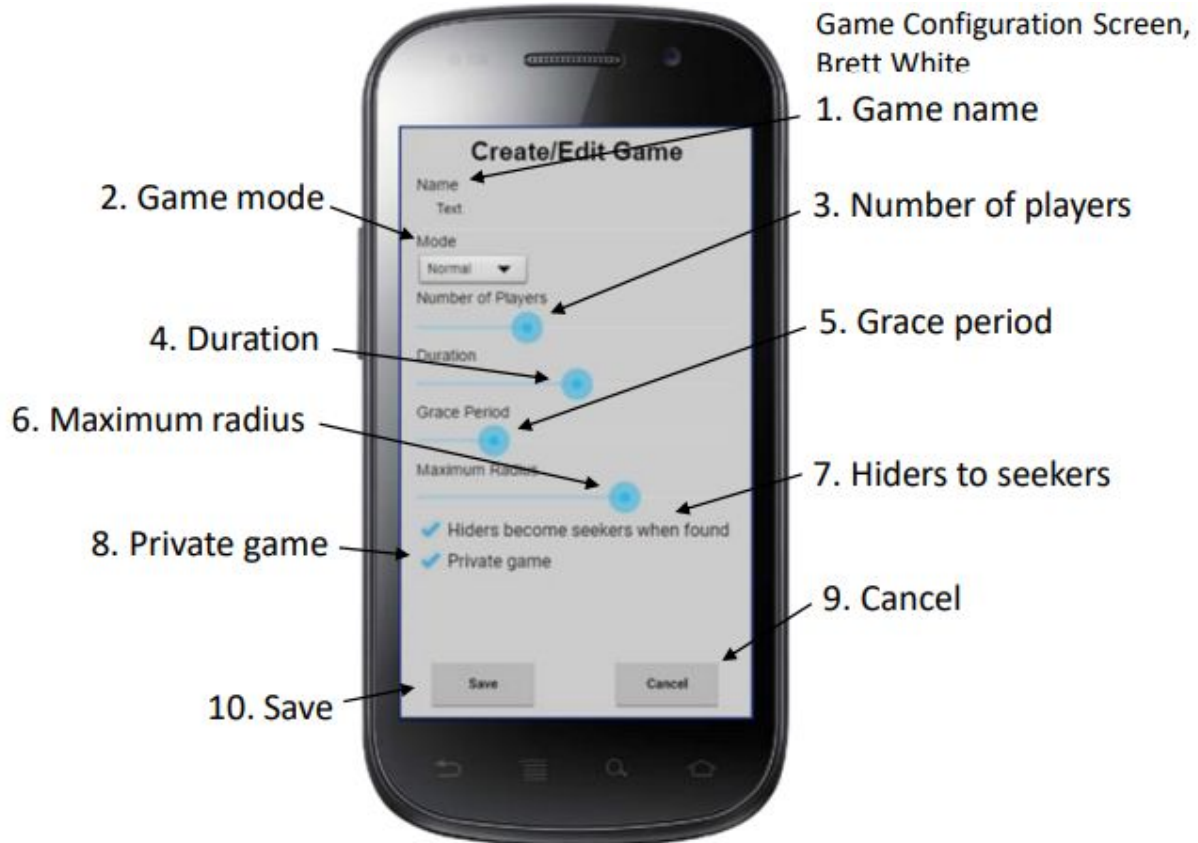 Game Configuration Screen,
Brett White
1. Game name
2. Game mode
3. Number of players
4. Duration
5. Grace period
6. Maximum radius
7. Hiders to seekers
8. Private game
9. Cancel
10. Save
Create/Edit Game
Name
Text
Mode
Normal
Number of Players
Duration
Grace Period
Maximum Radius
Hiders become seekers when found
Private game
Save
Cancel